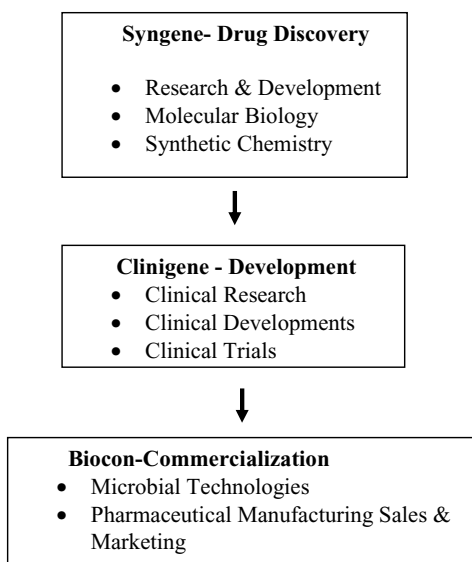 Syngene- Drug Discovery
• Research & Development
• Molecular Biology
• Synthetic Chemistry
Clinigene - Development
• Clinical Research
• Clinical Developments
• Clinical Trials
Biocon-Commercialization
• Microbial Technologies
• Pharmaceutical Manufacturing Sales &
Marketing